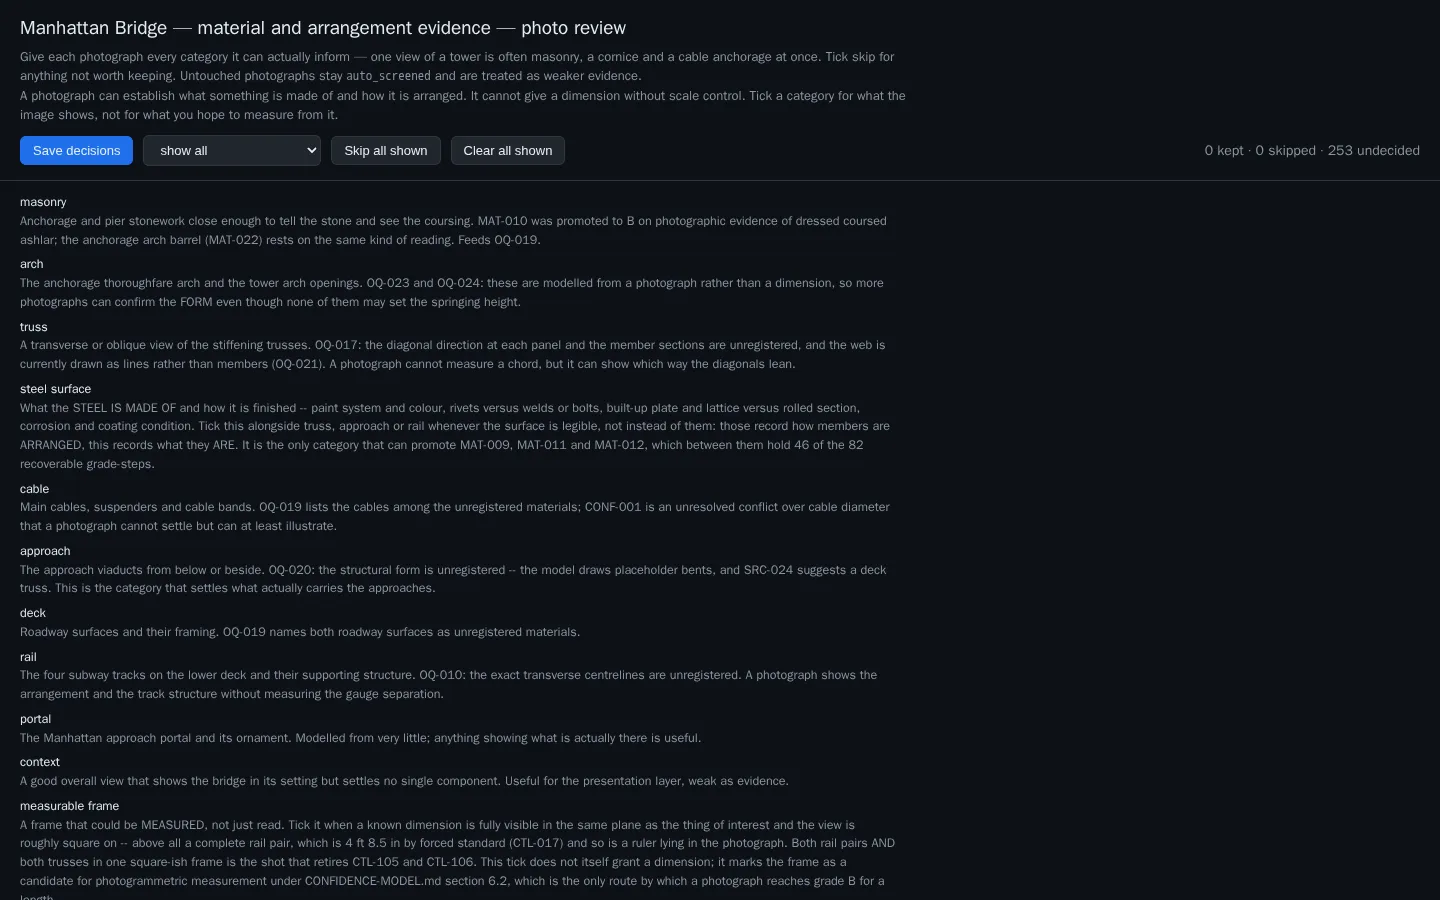 Manhattan Bridge — material and arrangement evidence — photo review
Give each photograph every category it can actually inform — one view of a tower is often masonry, a cornice and a cable anchorage at once. Tick skip for
anything not worth keeping. Untouched photographs stay auto_screened and are treated as weaker evidence.
A photograph can establish what something is made of and how it is arranged. It cannot give a dimension without scale control. Tick a category for what the
image shows, not for what you hope to measure from it.
Save decisions show all Skip all shown Clear all shown 0 kept · 0 skipped · 253 undecided
masonry
Anchorage and pier stonework close enough to tell the stone and see the coursing. MAT-010 was promoted to B on photographic evidence of dressed coursed
ashlar; the anchorage arch barrel (MAT-022) rests on the same kind of reading. Feeds OQ-019.
arch
The anchorage thoroughfare arch and the tower arch openings. OQ-023 and OQ-024: these are modelled from a photograph rather than a dimension, so more
photographs can confirm the FORM even though none of them may set the springing height.
truss
A transverse or oblique view of the stiffening trusses. OQ-017: the diagonal direction at each panel and the member sections are unregistered, and the web is
currently drawn as lines rather than members (OQ-021). A photograph cannot measure a chord, but it can show which way the diagonals lean.
steel surface
What the STEEL IS MADE OF and how it is finished -- paint system and colour, rivets versus welds or bolts, built-up plate and lattice versus rolled section,
corrosion and coating condition. Tick this alongside truss, approach or rail whenever the surface is legible, not instead of them: those record how members are
ARRANGED, this records what they ARE. It is the only category that can promote MAT-009, MAT-011 and MAT-012, which between them hold 46 of the 82
recoverable grade-steps.
cable
Main cables, suspenders and cable bands. OQ-019 lists the cables among the unregistered materials; CONF-001 is an unresolved conflict over cable diameter
that a photograph cannot settle but can at least illustrate.
approach
The approach viaducts from below or beside. OQ-020: the structural form is unregistered -- the model draws placeholder bents, and SRC-024 suggests a deck
truss. This is the category that settles what actually carries the approaches.
deck
Roadway surfaces and their framing. OQ-019 names both roadway surfaces as unregistered materials.
rail
The four subway tracks on the lower deck and their supporting structure. OQ-010: the exact transverse centrelines are unregistered. A photograph shows the
arrangement and the track structure without measuring the gauge separation.
portal
The Manhattan approach portal and its ornament. Modelled from very little; anything showing what is actually there is useful.
context
A good overall view that shows the bridge in its setting but settles no single component. Useful for the presentation layer, weak as evidence.
measurable frame
A frame that could be MEASURED, not just read. Tick it when a known dimension is fully visible in the same plane as the thing of interest and the view is
roughly square on -- above all a complete rail pair, which is 4 ft 8.5 in by forced standard (CTL-017) and so is a ruler lying in the photograph. Both rail pairs AND
both trusses in one square-ish frame is the shot that retires CTL-105 and CTL-106. This tick does not itself grant a dimension; it marks the frame as a
candidate for photogrammetric measurement under CONFIDENCE-MODEL.md section 6.2, which is the only route by which a photograph reaches grade B for a